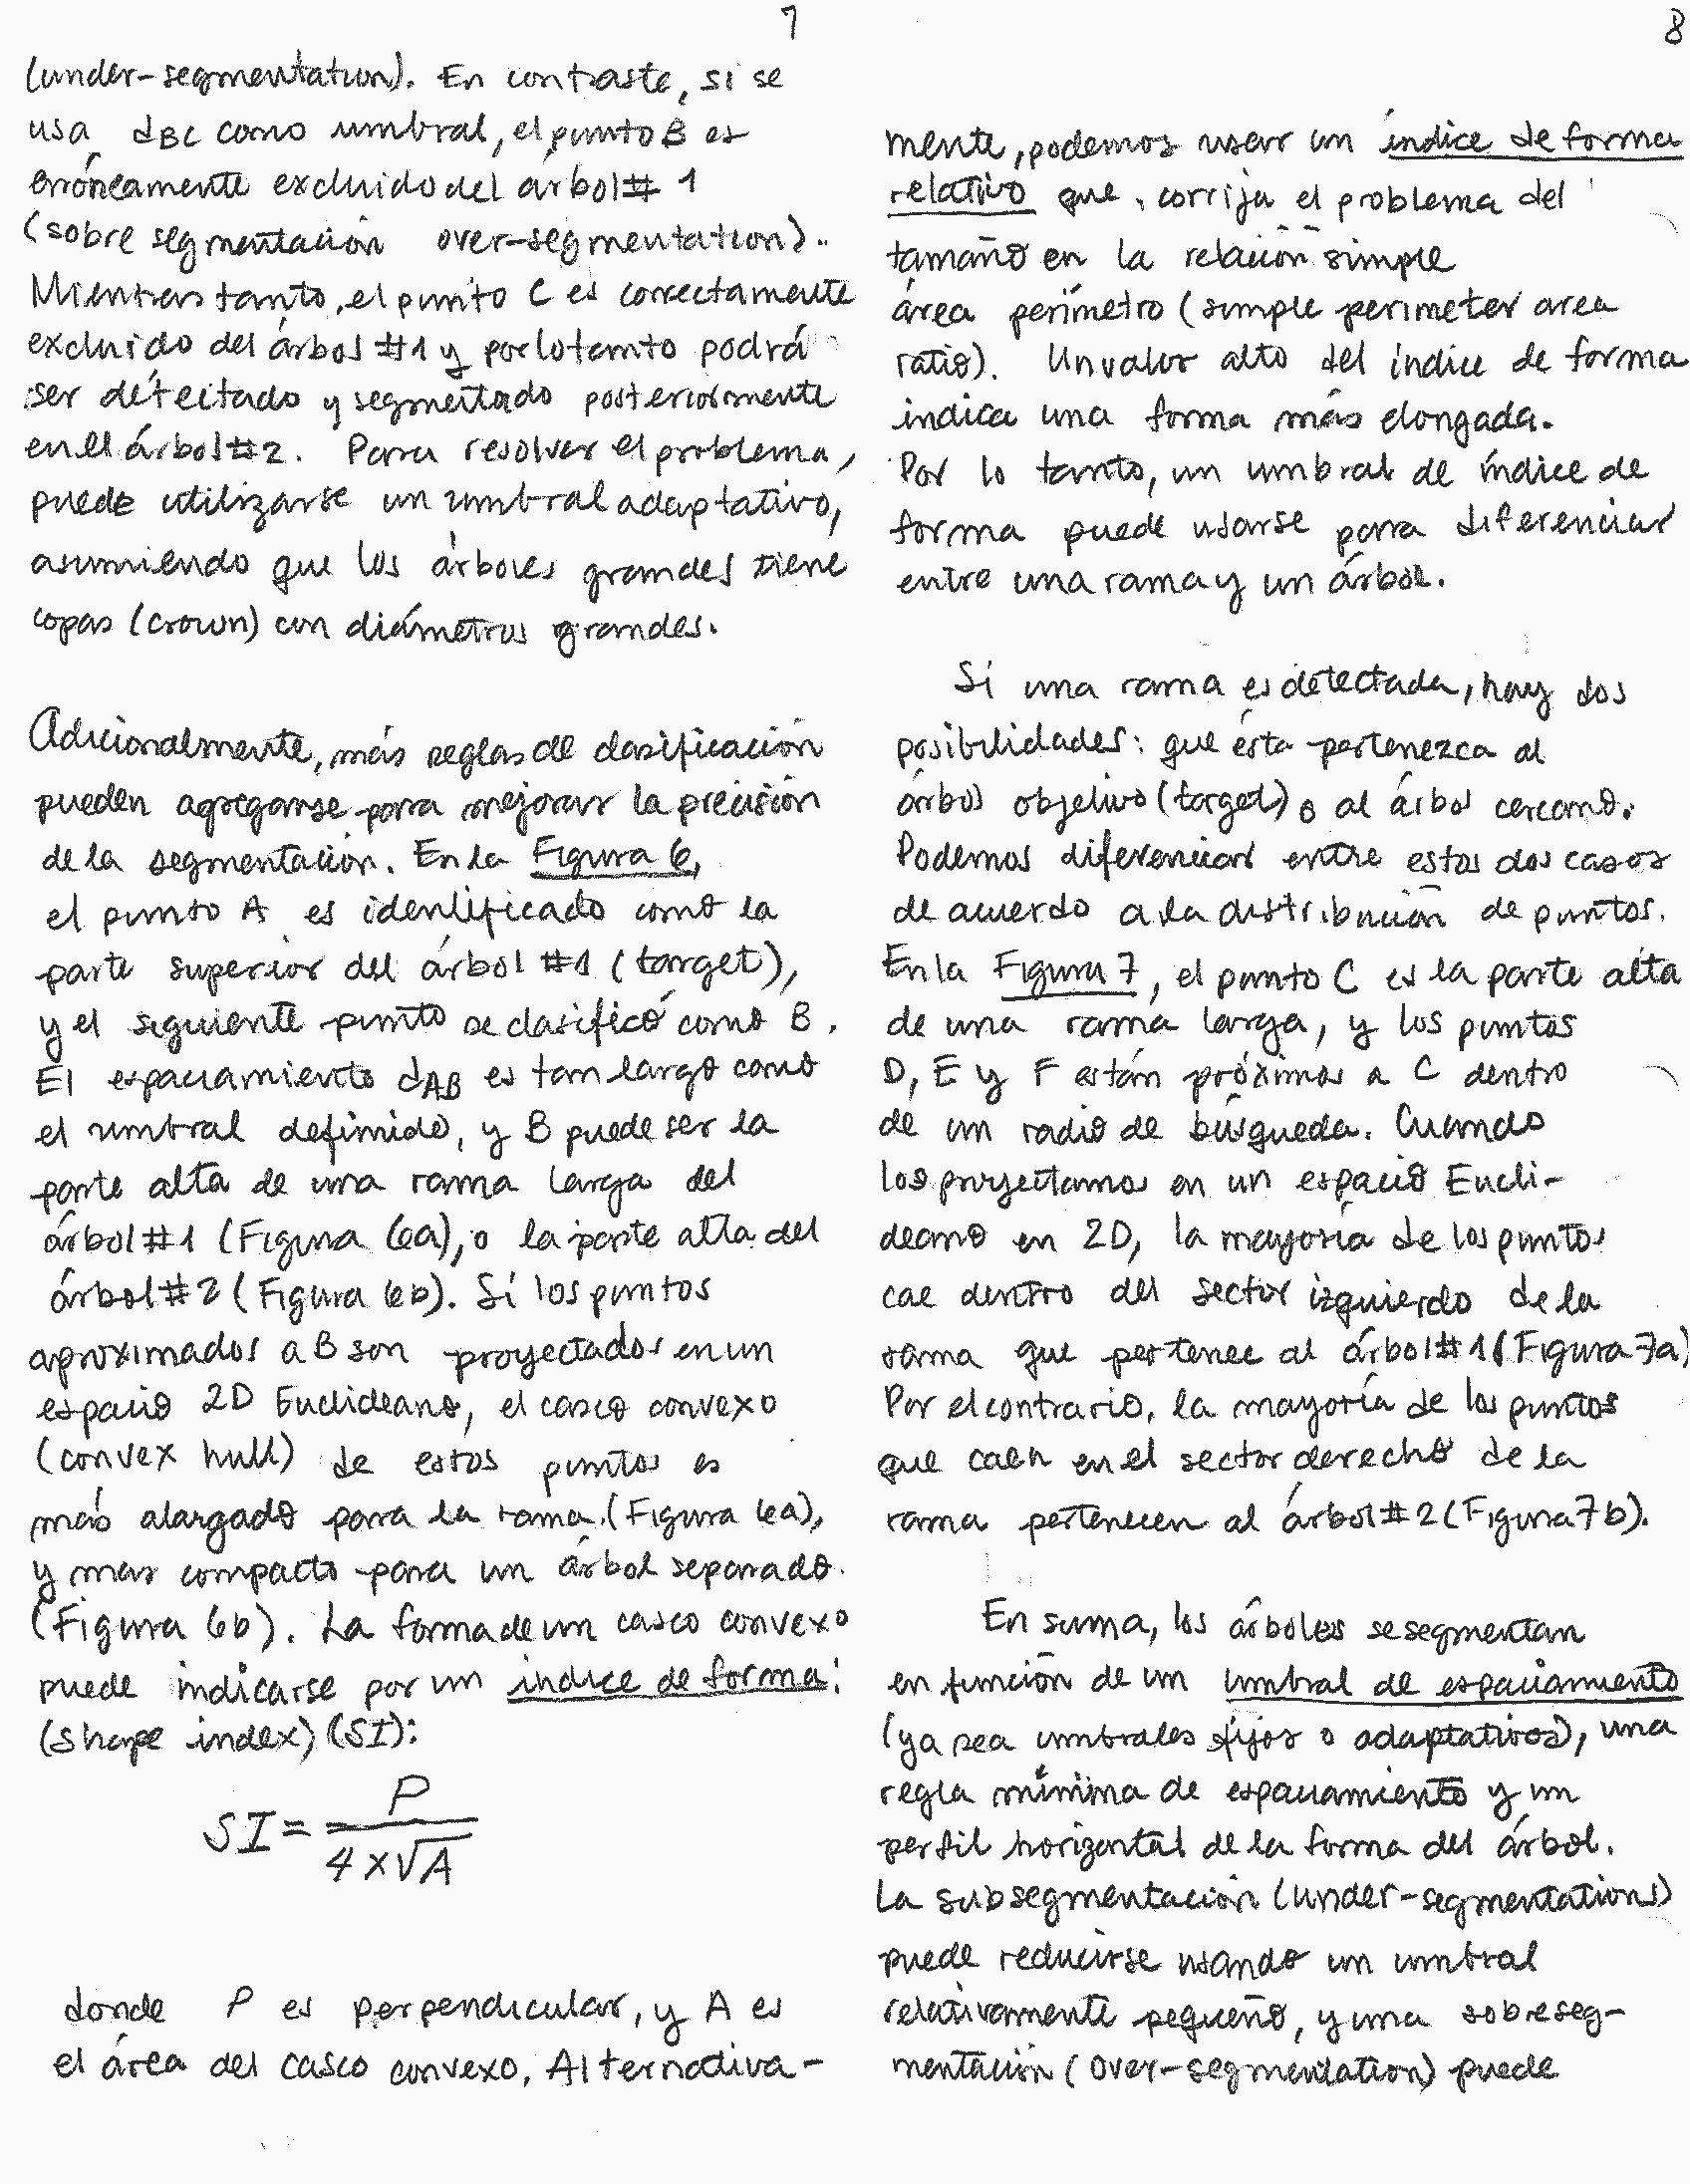 7
(under-segmentation). En contraste, si se
usa dBC como umbral, el punto B es
erróneamente excluido del árbol # 1
(sobre segmentación over-segmentation).
Mientras tanto, el punto C es correctamente
excluido del árbol #1 y por lo tanto podrá
ser detectado y segmentado posteriormente
en el árbol #2. Para resolver el problema,
puede utilizarse un umbral adaptativo,
asumiendo que los árboles grandes tiene
copas (crown) con diámetros grandes.
Adicionalmente, más reglas de clasificación
pueden agregarse para mejorar la precisión
de la segmentación. En la Figura 6,
el punto A es identificado como la
parte superior del árbol #1 (target),
y el siguiente punto se clasificó como B.
El espaciamiento dAB es tan largo como
el umbral definido, y B puede ser la
parte alta de una rama larga del
árbol #1 (Figura 6a), o la parte alta del
árbol #2 (Figura 6b). Si los puntos
aproximados a B son proyectados en un
espacio 2D Euclideano, el casco convexo
(convex hull) de estos puntos es
más alargado para la rama (Figura 6a),
y mas compacto para un árbol separado
(Figura 6b). La forma de un casco convexo
puede indicarse por un indice de forma:
(shape index) (SI):
SI = P / 4 x √A
donde P es perpendicular, y A es
el área del casco convexo. Alternativa-
8
mente, podemos usar un índice de forma
relativo que corrija el problema del
tamaño en la relación simple
área perímetro (simple perimeter area
ratio). Un valor alto del índice de forma
indica una forma más elongada.
Por lo tanto, un umbral de índice de
forma puede usarse para diferenciar
entre una rama y un árbol.
Si una rama es detectada, hay dos
posibilidades: que ésta pertenezca al
árbol objetivo (target) o al árbol cercano.
Podemos diferenciar entre estos dos casos
de acuerdo a la distribución de puntos.
En la Figura 7, el punto C es la parte alta
de una rama larga, y los puntos
D, E y F están próximos a C dentro
de un radio de búsqueda. Cuando
los proyectamos en un espacio Eucli-
deano en 2D, la mayoría de los puntos
cae dentro del sector izquierdo de la
rama que pertenece al árbol #1 (Figura 7a)
Por el contrario, la mayoría de los puntos
que caen en el sector derecho de la
rama pertenecen al árbol #2 (Figura 7b).
En suma, los árboles se segmentan
en función de un umbral de espaciamiento
(ya sea umbrales fijos o adaptativos), una
regla mínima de espaciamiento y un
perfil horizontal de la forma del árbol.
La subsegmentación (under-segmentations)
puede reducirse usando un umbral
relativamente pequeño, y una sobreseg-
mentación (over-segmentation) puede